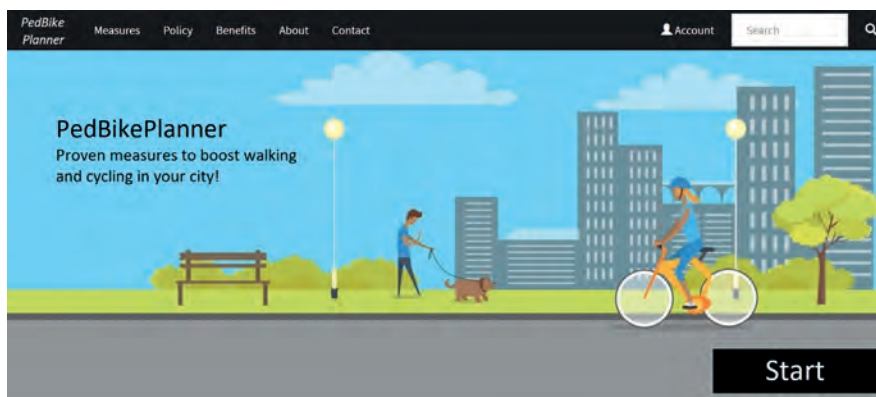 PedBike
Planner
Measures Policy Benefits About Contact Account Search
PedBikePlanner
Proven measures to boost walking
and cycling in your city!
Start